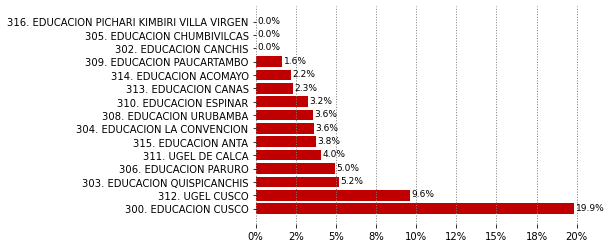 316. EDUCACION PICHARI KIMBIRI VILLA VIRGEN 0.0%
305. EDUCACION CHUMBIVILCAS 0.0%
302. EDUCACION CANCHIS 0.0%
309. EDUCACION PAUCARTAMBO 1.6%
314. EDUCACION ACOMAYO 2.2%
313. EDUCACION CANAS 2.3%
310. EDUCACION ESPINAR 3.2%
308. EDUCACION URUBAMBA 3.6%
304. EDUCACION LA CONVENCION 3.6%
315. EDUCACION ANTA 3.8%
311. UGEL DE CALCA 4.0%
306. EDUCACION PARURO 5.0%
303. EDUCACION QUISPICANCHIS 5.2%
312. UGEL CUSCO 9.6%
300. EDUCACION CUSCO 19.9%
0% 2% 5% 8% 10% 12% 15% 18% 20%